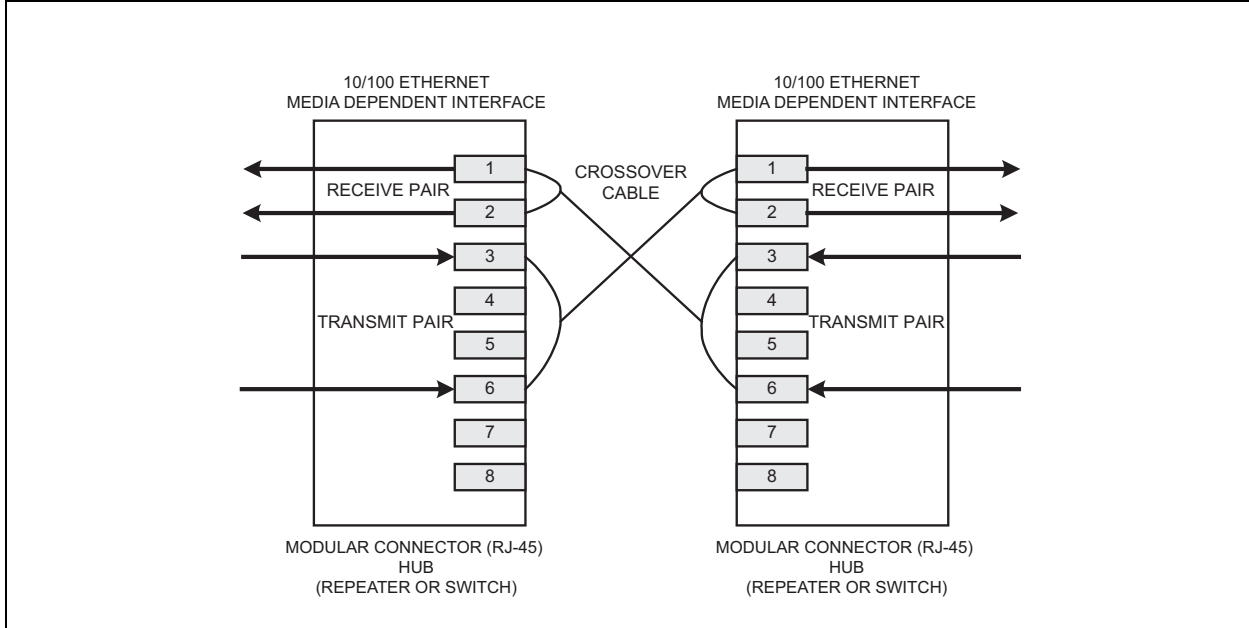 10/100 ETHERNET
MEDIA DEPENDENT INTERFACE
1
RECEIVE PAIR
2
3
4
TRANSMIT PAIR
5
6
7
8
MODULAR CONNECTOR (RJ-45)
HUB
(REPEATER OR SWITCH)
CROSSOVER
CABLE
10/100 ETHERNET
MEDIA DEPENDENT INTERFACE
1
RECEIVE PAIR
2
3
4
TRANSMIT PAIR
5
6
7
8
MODULAR CONNECTOR (RJ-45)
HUB
(REPEATER OR SWITCH)